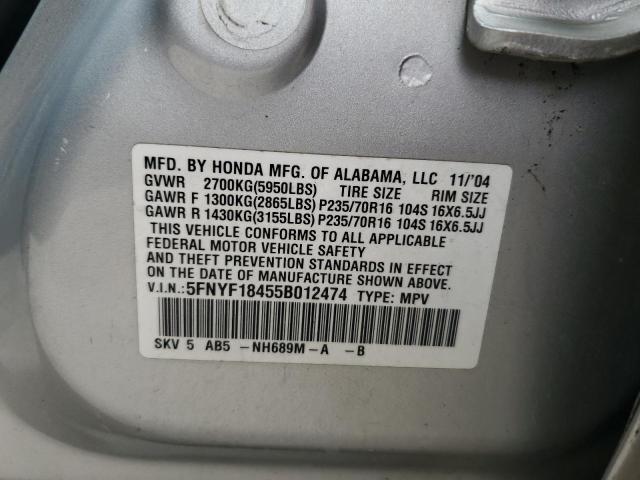 MFD. BY HONDA MFG. OF ALABAMA, LLC 11/'04
GVWR 2700KG(5950LBS) TIRE SIZE RIM SIZE
GAWR F 1300KG(2865LBS) P235/70R16 104S 16X6.5JJ
GAWR R 1430KG(3155LBS) P235/70R16 104S 16X6.5JJ
THIS VEHICLE CONFORMS TO ALL APPLICABLE
FEDERAL MOTOR VEHICLE SAFETY
AND THEFT PREVENTION STANDARDS IN EFFECT
ON THE DATE OF MANUFACTURE SHOWN ABOVE.
V.I.N.:5FNYF18455B012474 TYPE: MPV
SKV 5 AB5 -NH689M-A -B